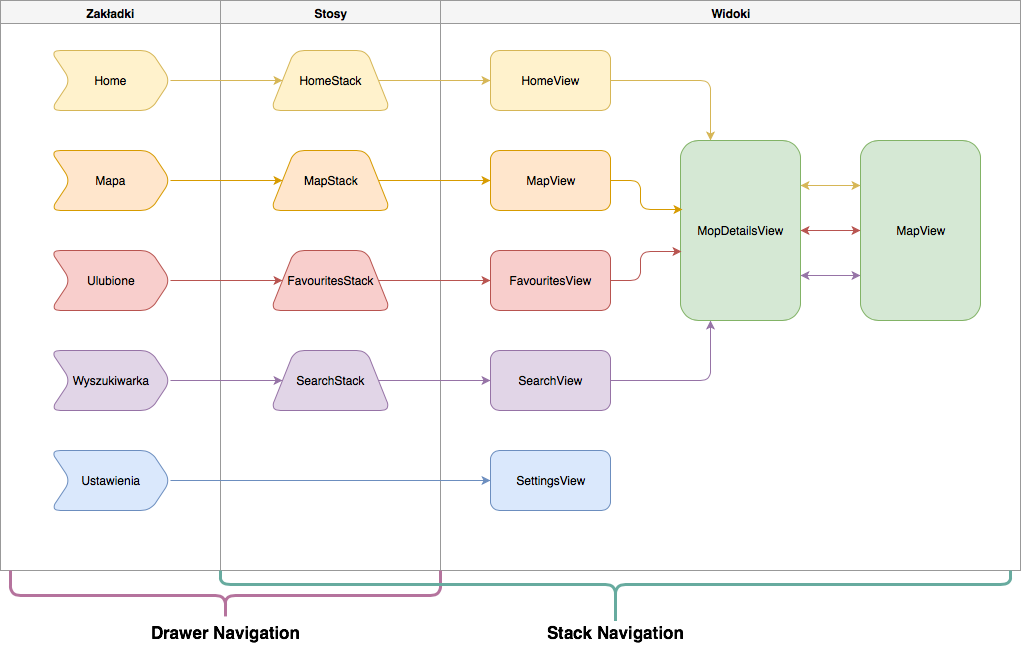 Zakładki
Stosy
Widoki
Home
HomeStack
HomeView
Mapa
MapStack
MapView
MopDetailsView
MapView
Ulubione
FavouritesStack
FavouritesView
Wyszukiwarka
SearchStack
SearchView
Ustawienia
SettingsView
Drawer Navigation
Stack Navigation